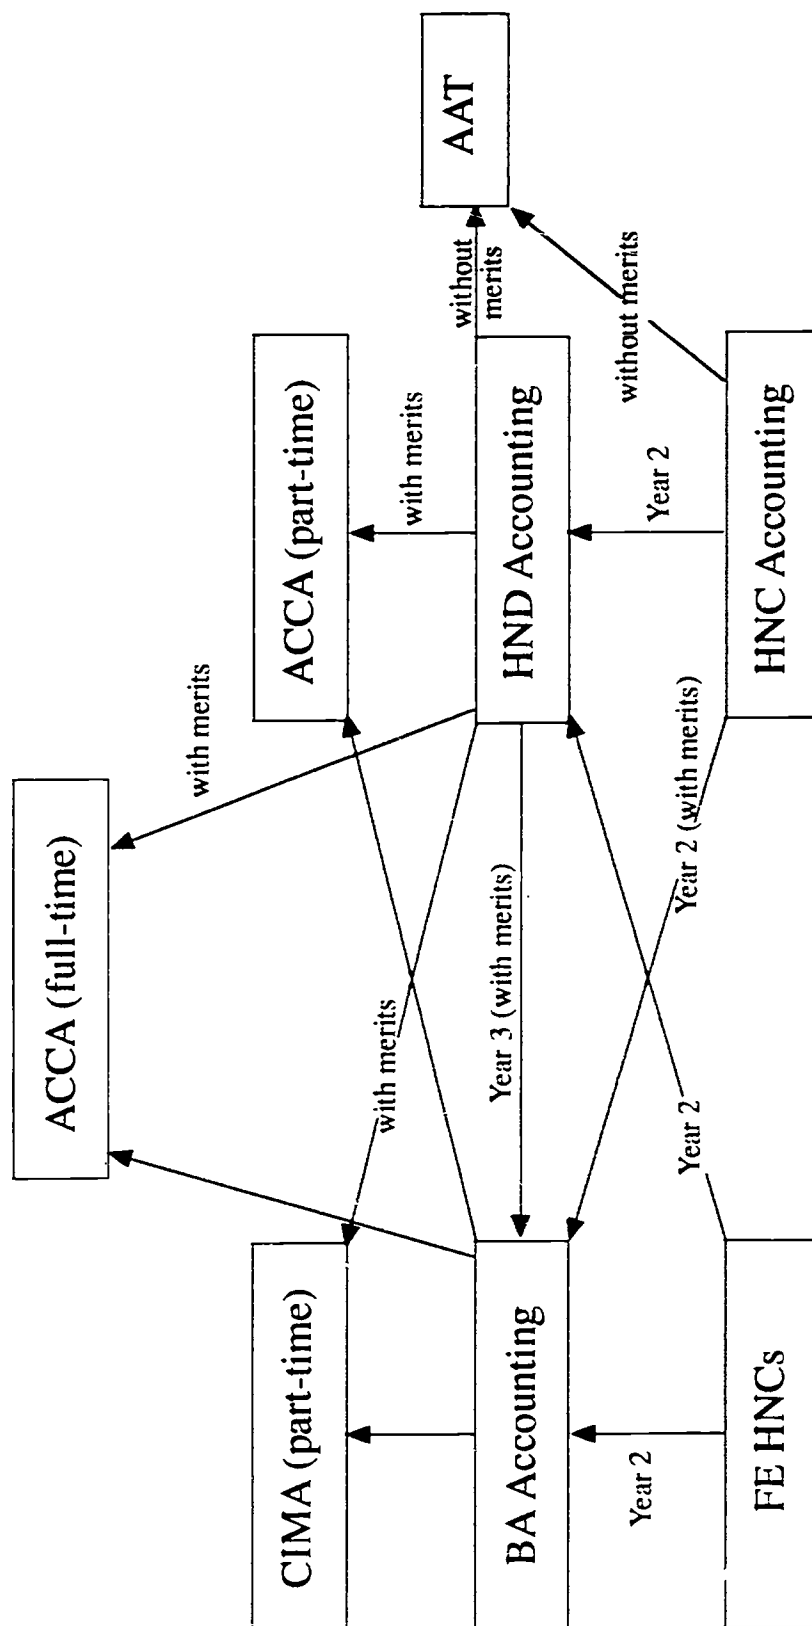 ACCA (full-time)
with merits
CIMA (part-time)
ACCA (part-time)
with merits
with merits
BA Accounting
Year 3 (with merits)
HND Accounting
without
merits
AAT
Year 2
Year 2
Year 2 (with merits)
Year 2
without merits
FE HNCs
HNC Accounting